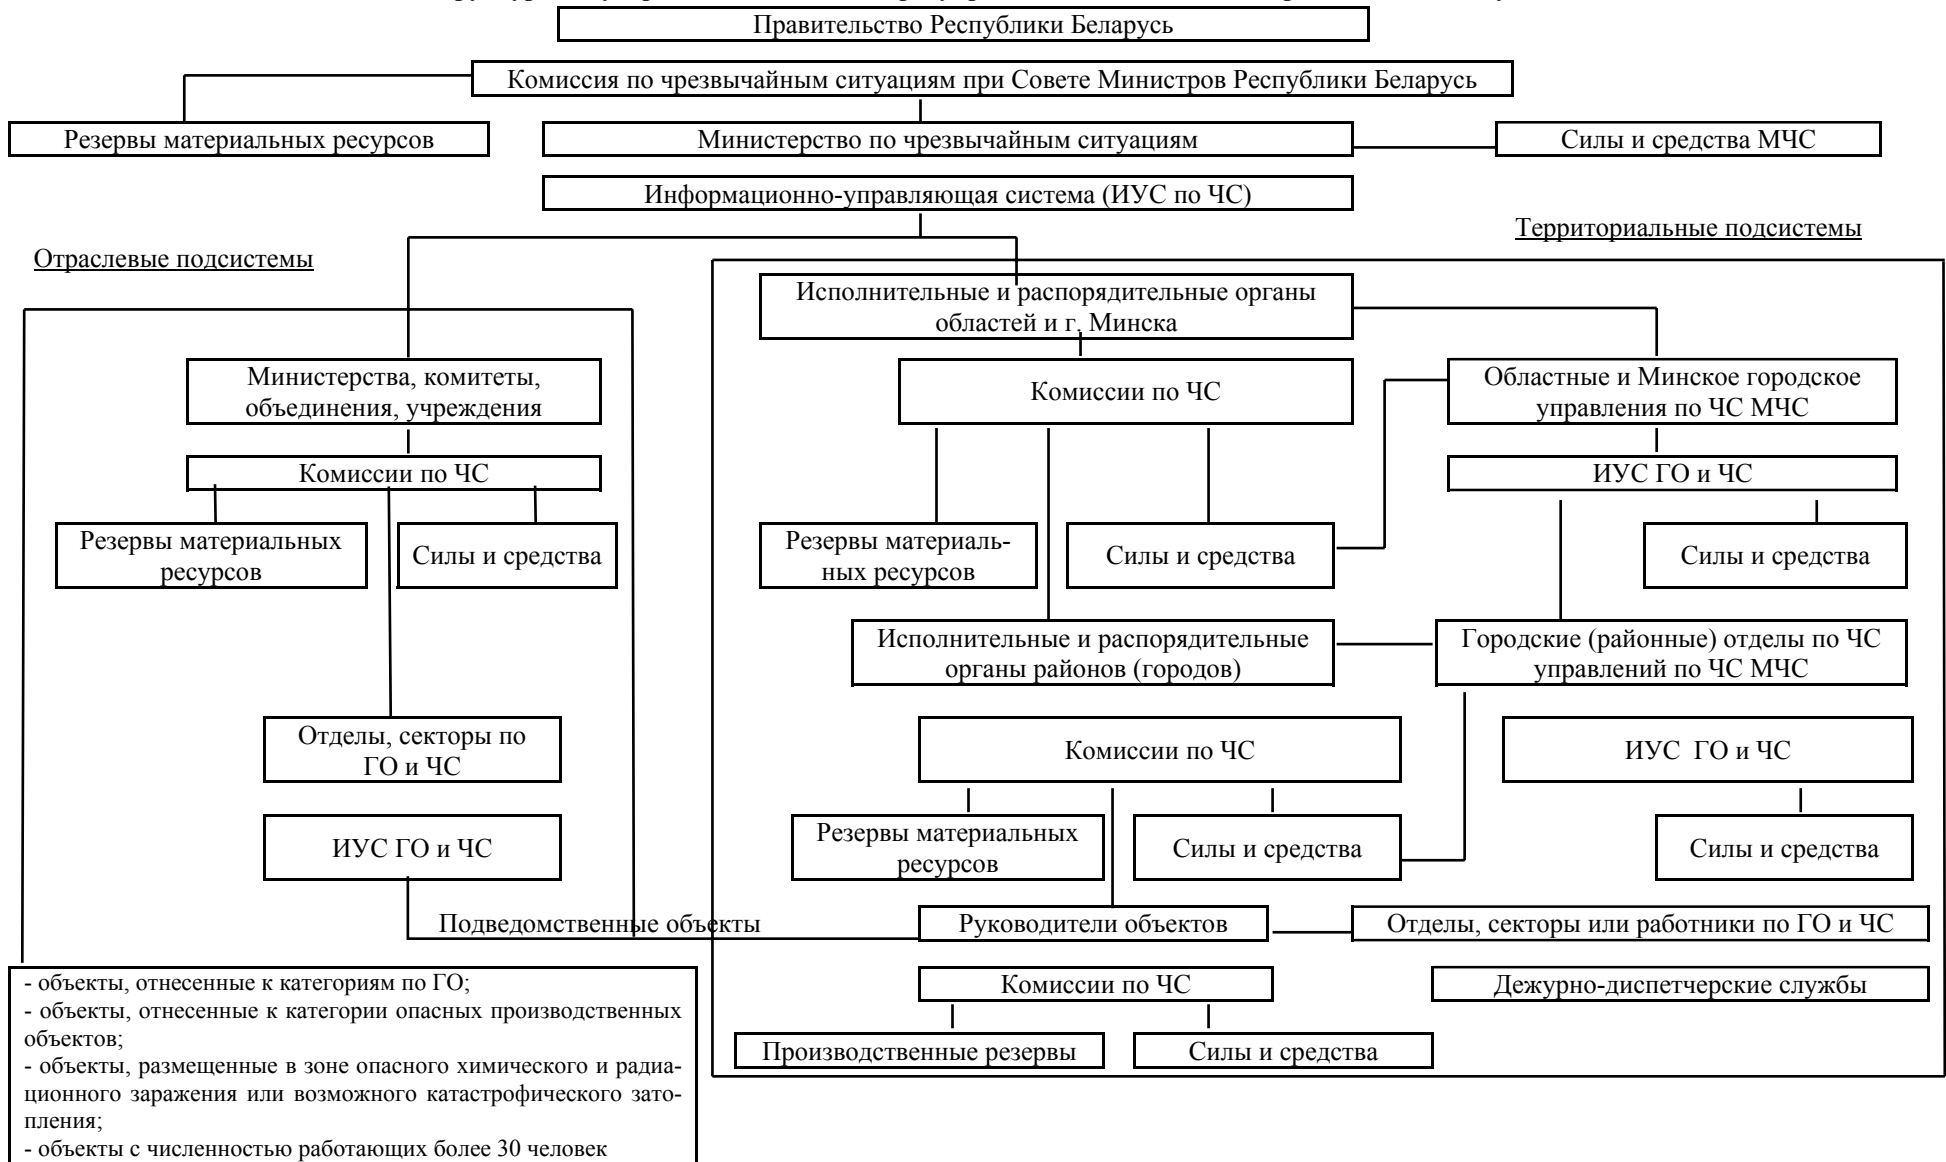 Правительство Республики Беларусь
Комиссия по чрезвычайным ситуациям при Совете Министров Республики Беларусь
Резервы материальных ресурсов
Министерство по чрезвычайным ситуациям
Силы и средства МЧС
Информационно-управляющая система (ИУС по ЧС)
Территориальные подсистемы
Отраслевые подсистемы
Исполнительные и распорядительные органы
областей и г. Минска
Министерства, комитеты,
объединения, учреждения
Комиссии по ЧС
Областные и Минское городское
управления по ЧС МЧС
Комиссии по ЧС
ИУС ГО и ЧС
Резервы материальных
ресурсов
Силы и средства
Резервы материаль-
ных ресурсов
Силы и средства
Силы и средства
Исполнительные и распорядительные
органы районов (городов)
Городские (районные) отделы по ЧС
управлений по ЧС МЧС
Отделы, секторы по
ГО и ЧС
Комиссии по ЧС
ИУС ГО и ЧС
ИУС ГО и ЧС
Резервы материальных
ресурсов
Силы и средства
Силы и средства
Подведомственные объекты
Руководители объектов
Отделы, секторы или работники по ГО и ЧС
Комиссии по ЧС
Дежурно-диспетчерские службы
Производственные резервы
Силы и средства
- объекты, отнесенные к категориям по ГО;
- объекты, отнесенные к категории опасных производственных
объектов;
- объекты, размещенные в зоне опасного химического и радиа-
ционного заражения или возможного катастрофического зато-
пления;
- объекты с численностью работающих более 30 человек